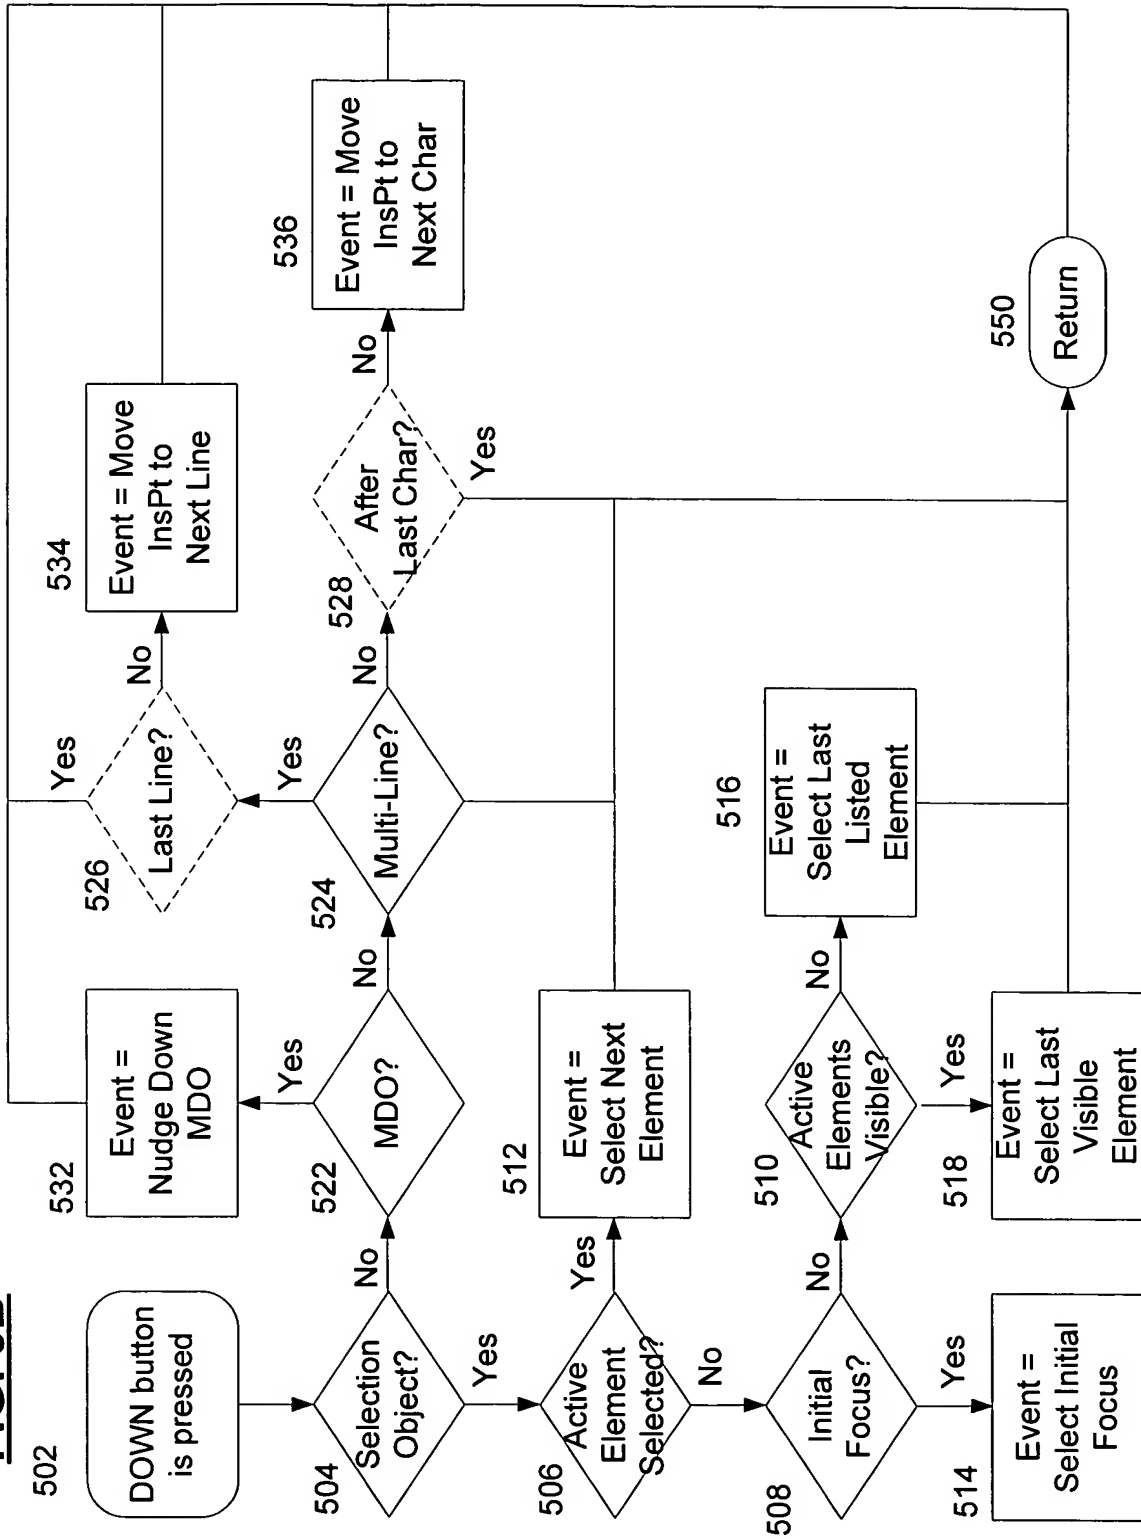 502
DOWN button
is pressed
504
Selection
Object?
No
Yes
522
MDO?
Yes
No
532
Event =
Nudge Down
MDO
524
Multi-Line?
Yes
No
526
Last Line?
Yes
No
534
Event = Move
InsPt to
Next Line
528
After
Last Char?
No
Yes
536
Event = Move
InsPt to
Next Char
506
Active
Element
Selected?
Yes
No
512
Event =
Select Next
Element
508
Initial
Focus?
No
Yes
510
Active
Elements
Visible?
No
Yes
516
Event =
Select Last
Listed
Element
514
Event =
Select Initial
Focus
518
Event =
Select Last
Visible
Element
550
Return